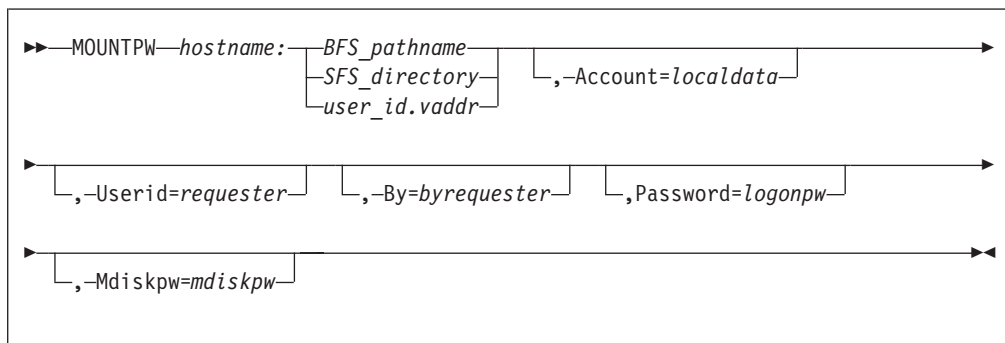 MOUNTPW hostname: BFS_pathname
SFS_directory
,Account=localdata
user_id.vaddr
,Userid=requester ,By=byrequester ,Password=logonpw
,Mdiskpw=mdiskpw